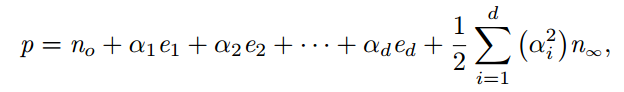 p = n_o + α_1 e_1 + α_2 e_2 + ··· + α_d e_d + \frac{1}{2} \sum_{i=1}^{d} (α_i^2) n_∞,